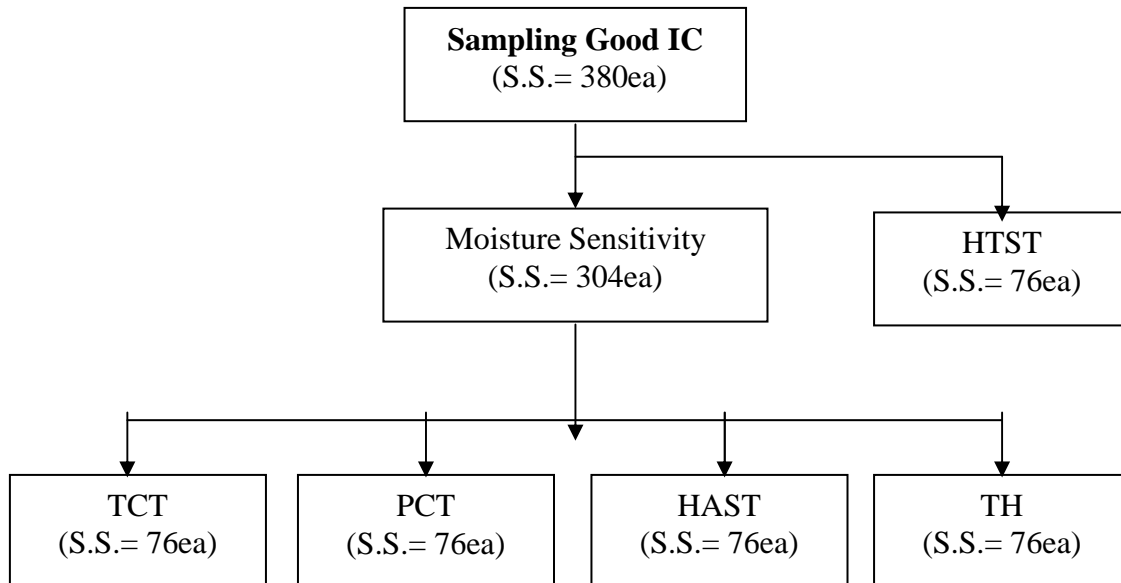 Sampling Good IC
(S.S.= 380ea)
Moisture Sensitivity
(S.S.= 304ea)
HTST
(S.S.= 76ea)
TCT
(S.S.= 76ea)
PCT
(S.S.= 76ea)
HAST
(S.S.= 76ea)
TH
(S.S.= 76ea)